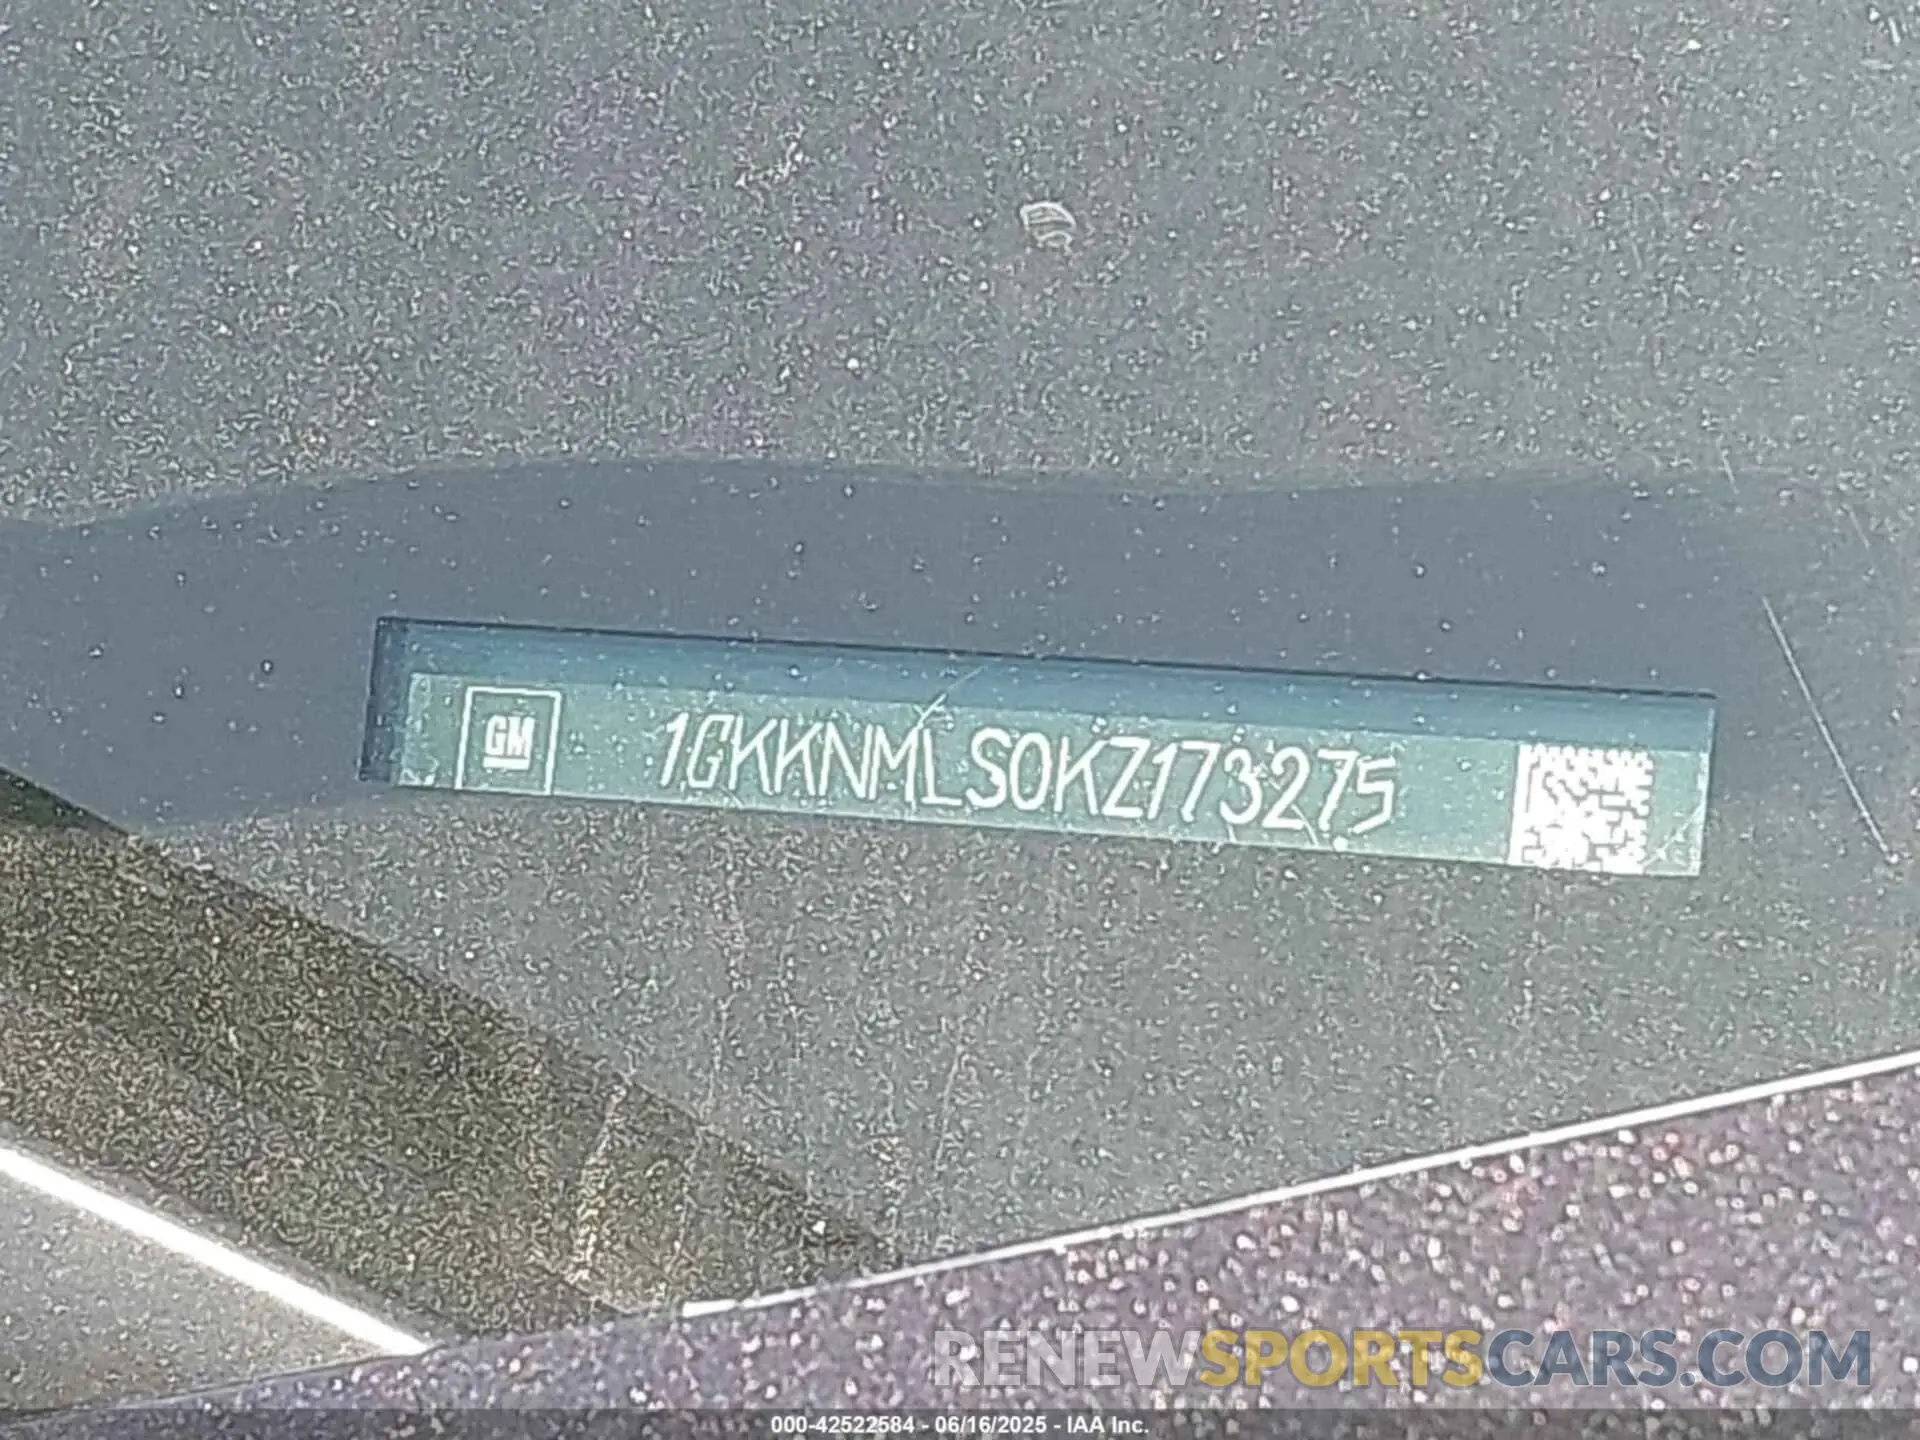 GM 1GKKNMLS0KZ173275
RENEWSPORTSCARS.COM
000-42522584 - 06/16/2025 - IAA Inc.